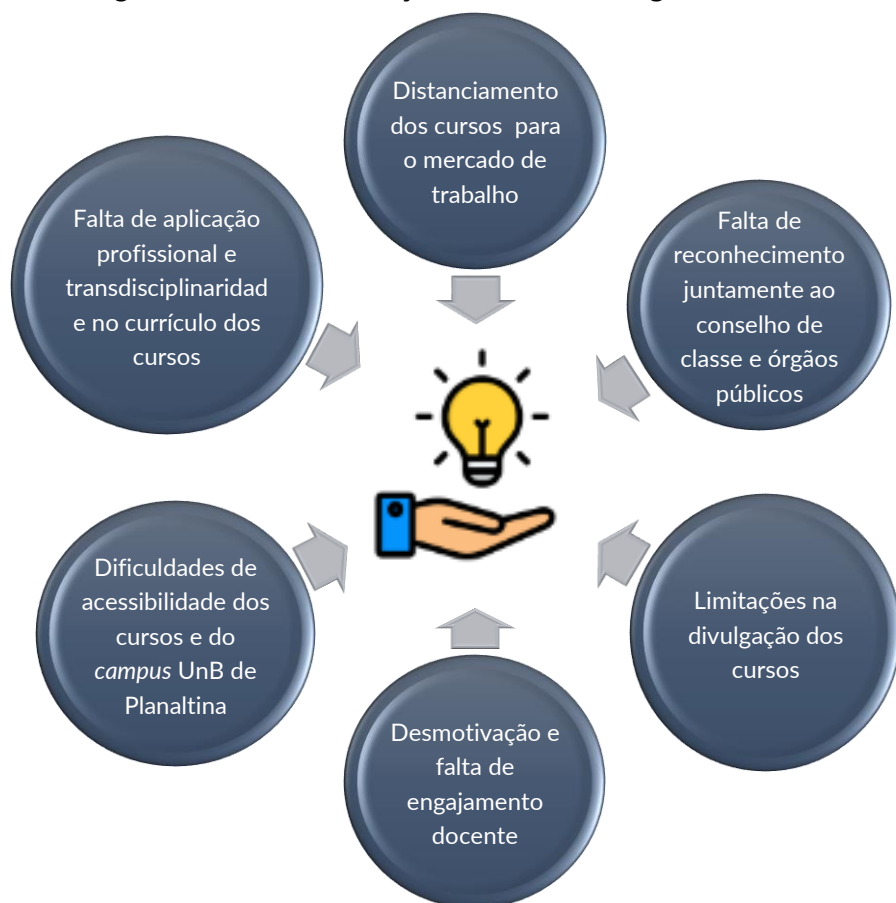 Distanciamento
dos cursos para
o mercado de
trabalho
Falta de aplicação
profissional e
transdisciplinaridad
e no currículo dos
cursos
Falta de
reconhecimento
juntamente ao
conselho de
classe e órgãos
públicos
Dificuldades de
acessibilidade dos
cursos e do
campus UnB de
Planaltina
Limitações na
divulgação dos
cursos
Desmotivação e
falta de
engajamento
docente